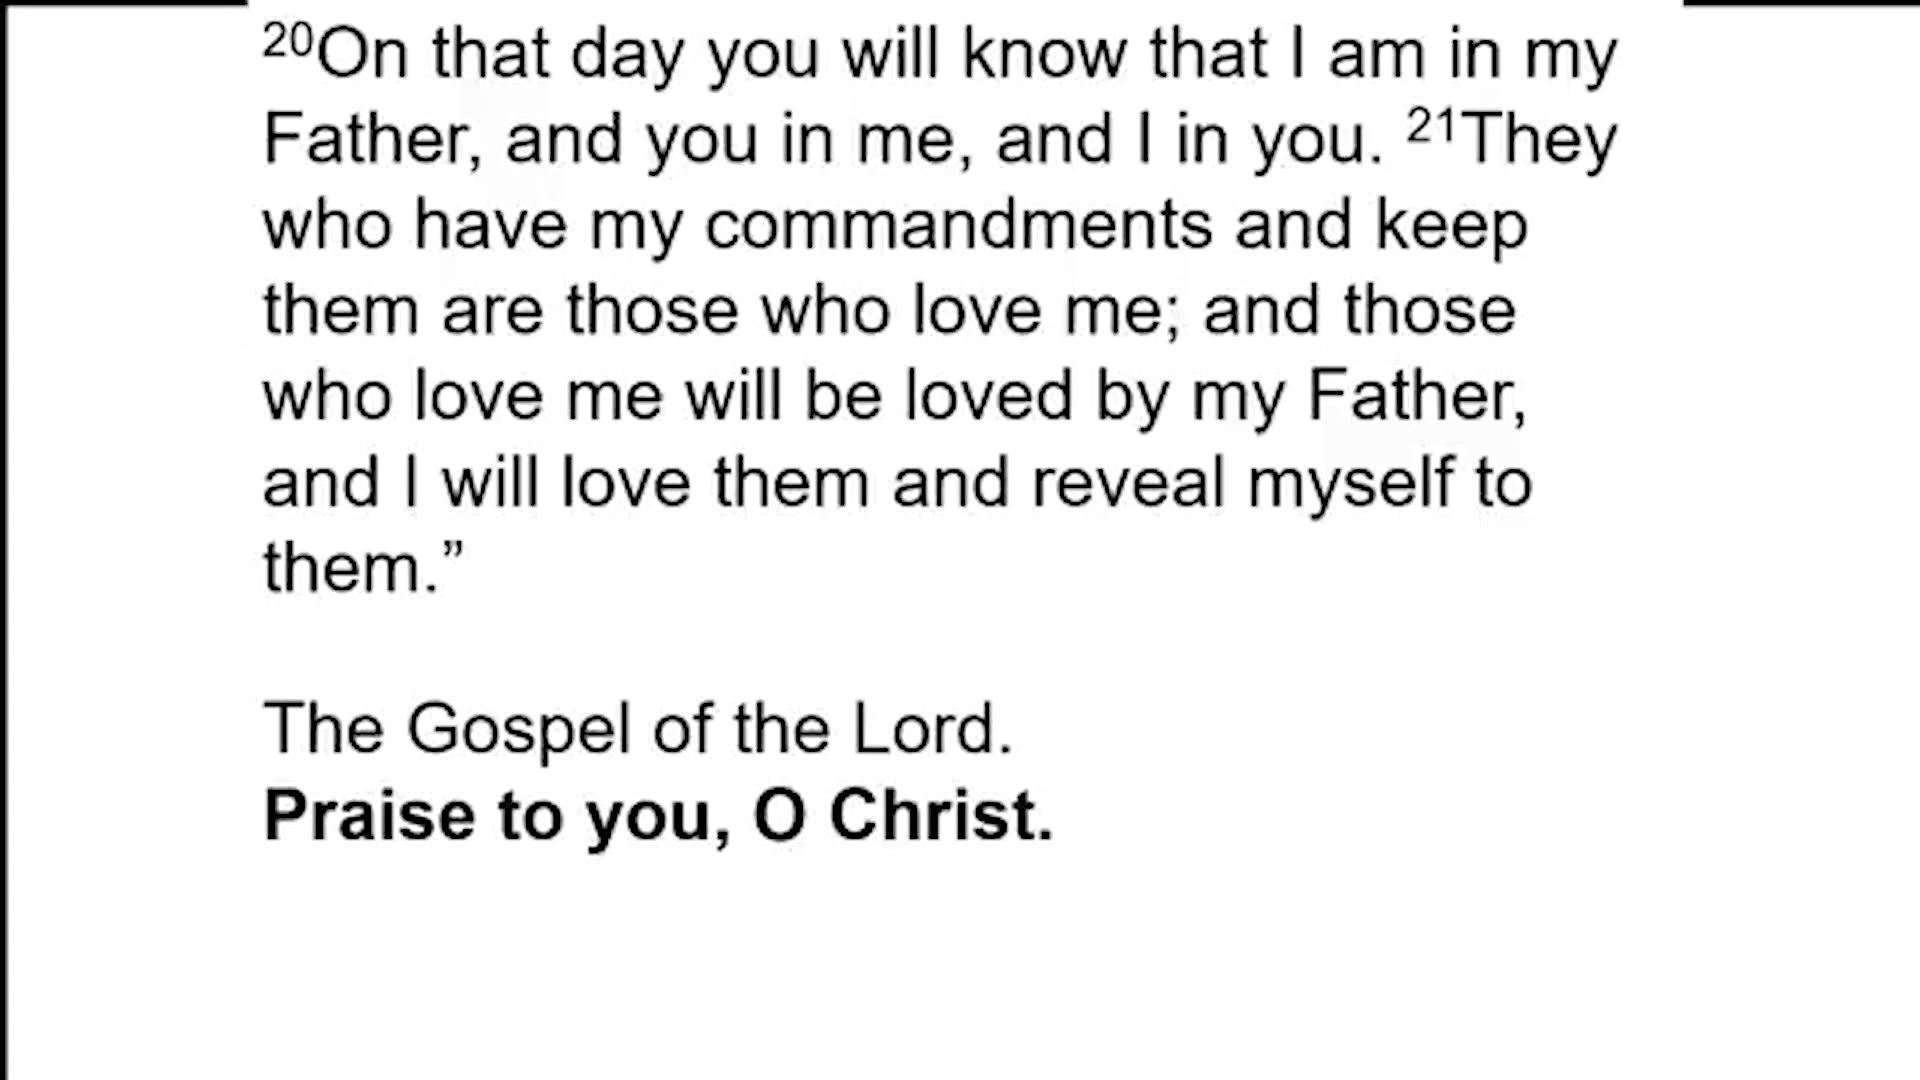 20On that day you will know that I am in my
Father, and you in me, and I in you. 21They
who have my commandments and keep
them are those who love me; and those
who love me will be loved by my Father,
and I will love them and reveal myself to
them.”
The Gospel of the Lord.
Praise to you, O Christ.